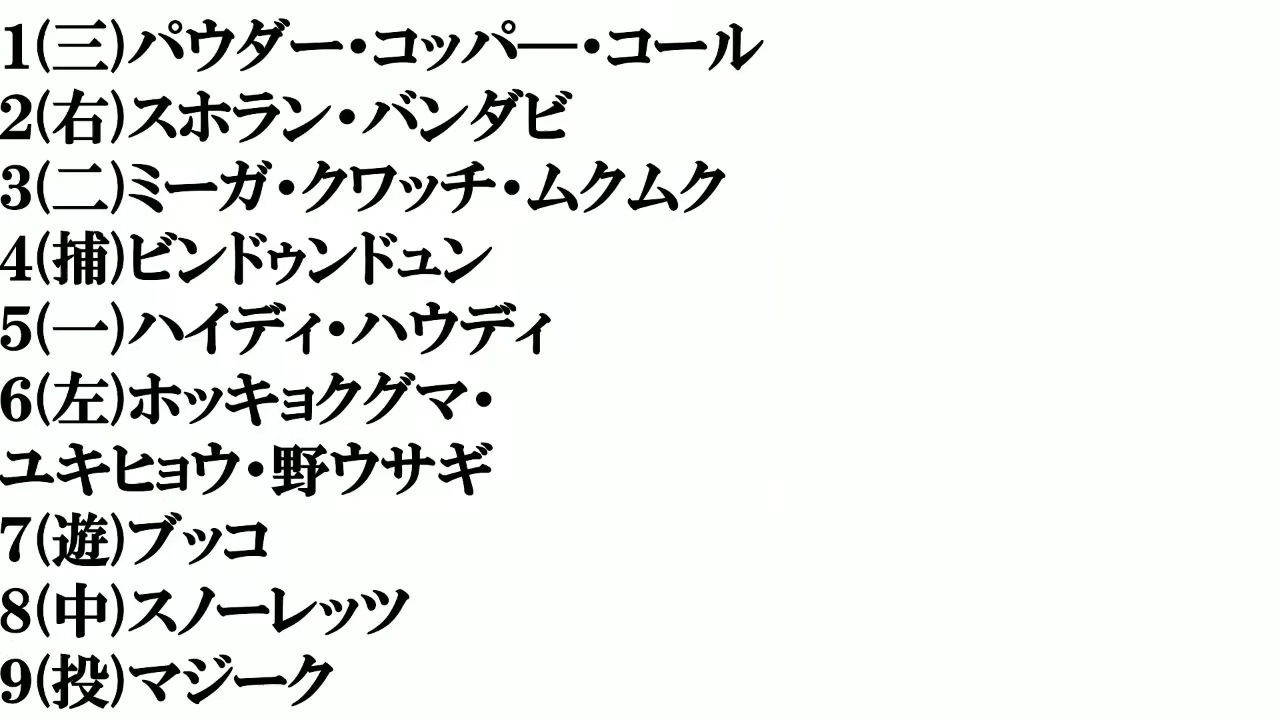 1(三)パウダー・コッパ―・コール
2(右)スホラン・バンダビ
3(二)ミーガ・クワッチ・ムクムク
4(捕)ビンドゥンドュン
5(一)ハイディ・ハウディ
6(左)ホッキョクグマ・
ユキヒョウ・野ウサギ
7(遊)ブッコ
8(中)スノーレッツ
9(投)マジーク